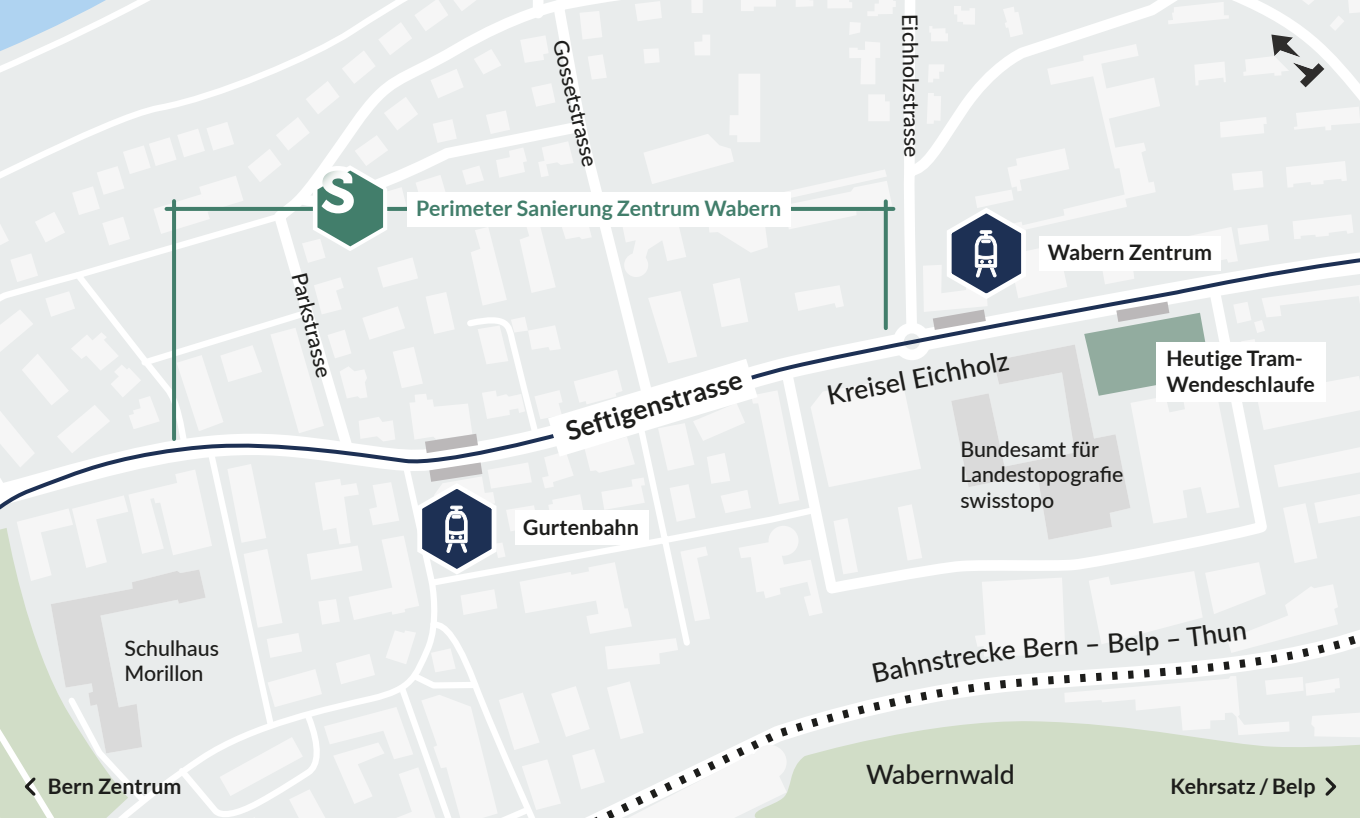 Gossetstrasse
Eichholzstrasse
S
Perimeter Sanierung Zentrum Wabern
Wabern Zentrum
Parkstrasse
Heutige Tram-
Wendeschlaufe
Kreisel Eichholz
Seftigenstrasse
Bundesamt für
Landestopografie
swisstopo
Gurtenbahn
Schulhaus
Morillon
Bahnstrecke Bern – Belp – Thun
Wabernwald
Bern Zentrum
Kehrsatz / Belp